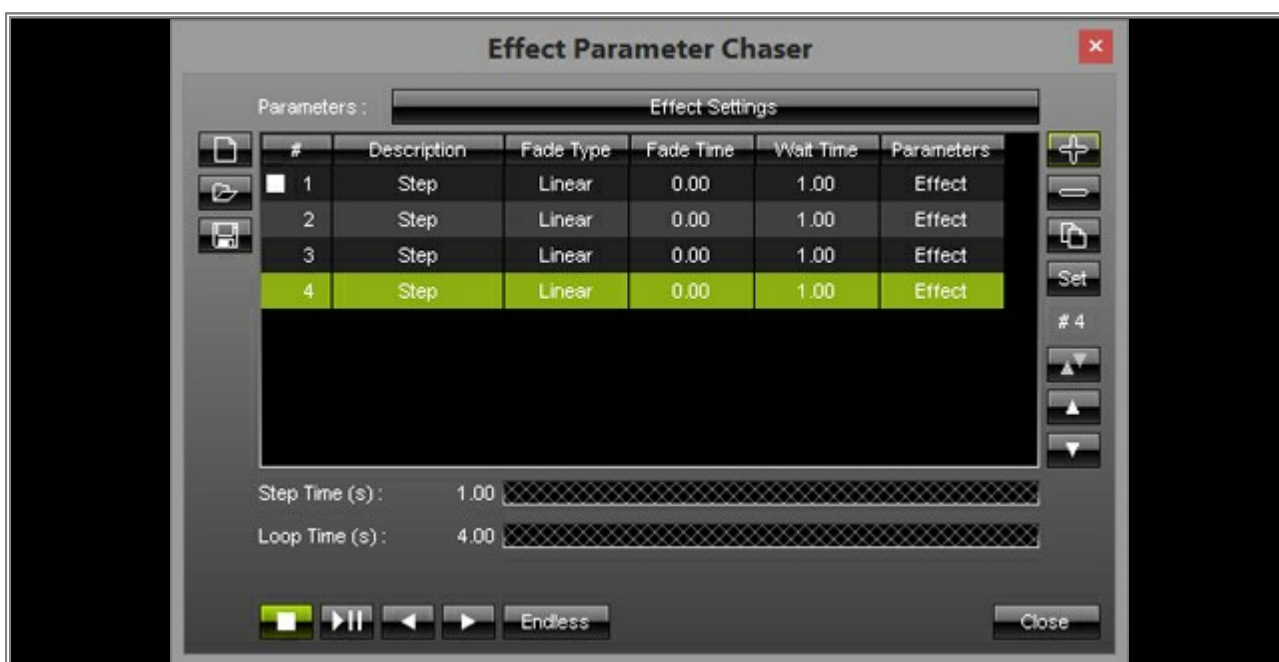 Effect Parameter Chaser
Parameters : Effect Settings
# Description Fade Type Fade Time Wait Time Parameters
1 Step Linear 0.00 1.00 Effect
2 Step Linear 0.00 1.00 Effect
3 Step Linear 0.00 1.00 Effect
4 Step Linear 0.00 1.00 Effect
Set
# 4
Step Time (s) : 1.00
Loop Time (s) : 4.00
Endless Close